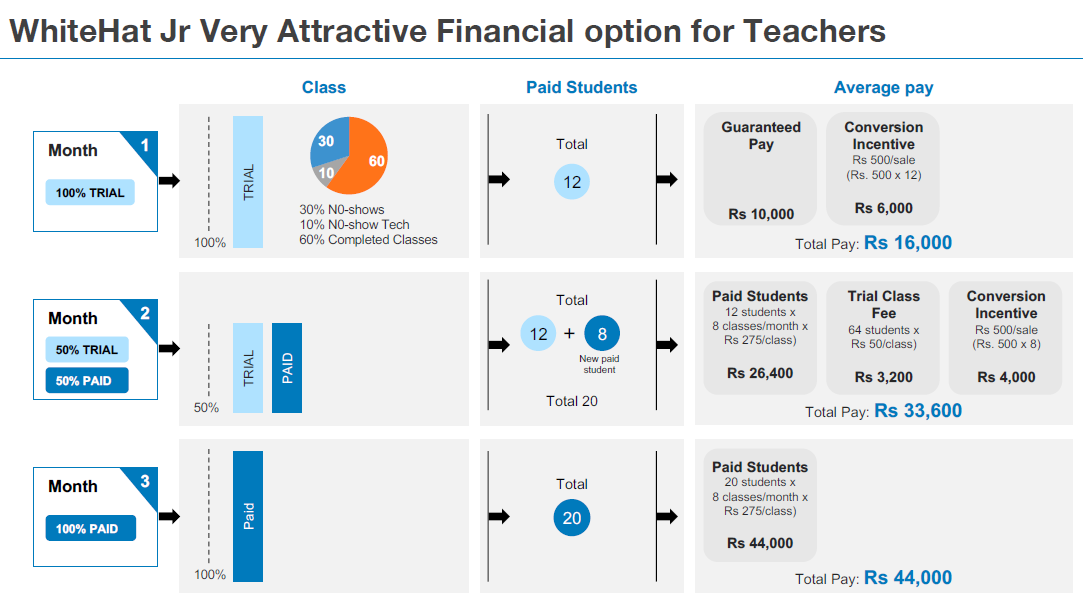 WhiteHat Jr Very Attractive Financial option for Teachers
Class
Paid Students
Average pay
Month
1
100% TRIAL
100%
TRIAL
30
10
60
30% N0-shows
10% N0-show Tech
60% Completed Classes
Total
12
Guaranteed
Pay
Rs 10,000
Conversion
Incentive
Rs 500/sale
(Rs. 500 x 12)
Rs 6,000
Total Pay: Rs 16,000
Month
2
50% TRIAL
50% PAID
50%
TRIAL
PAID
Total
12 + 8
New paid
student
Total 20
Paid Students
12 students x
8 classes/month x
Rs 275/class)
Rs 26,400
Trial Class
Fee
64 students x
Rs 50/class)
Rs 3,200
Conversion
Incentive
Rs 500/sale
(Rs. 500 x 8)
Rs 4,000
Total Pay: Rs 33,600
Month
3
100% PAID
100%
Paid
Total
20
Paid Students
20 students x
8 classes/month x
Rs 275/class)
Rs 44,000
Total Pay: Rs 44,000